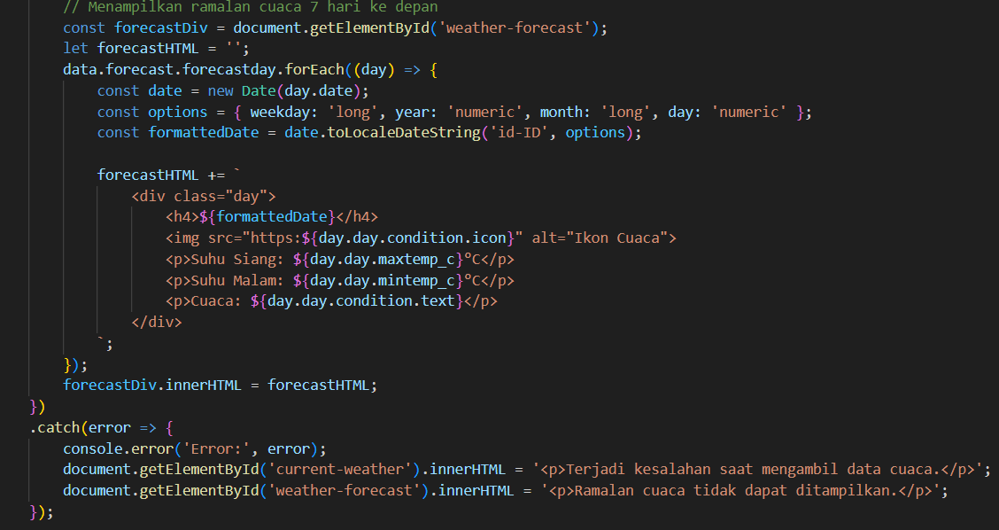 // Menampilkan ramalan cuaca 7 hari ke depan
const forecastDiv = document.getElementById('weather-forecast');
let forecastHTML = '';
data.forecast.forecastday.forEach((day) => {
const date = new Date(day.date);
const options = { weekday: 'long', year: 'numeric', month: 'long', day: 'numeric' };
const formattedDate = date.toLocaleDateString('id-ID', options);
forecastHTML += `
<div class="day">
<h4>${formattedDate}</h4>
<img src="https:${day.day.condition.icon}" alt="Ikon Cuaca">
<p>Suhu Siang: ${day.day.maxtemp_c}°C</p>
<p>Suhu Malam: ${day.day.mintemp_c}°C</p>
<p>Cuaca: ${day.day.condition.text}</p>
</div>
`;
});
forecastDiv.innerHTML = forecastHTML;
})
.catch(error => {
console.error('Error:', error);
document.getElementById('current-weather').innerHTML = '<p>Terjadi kesalahan saat mengambil data cuaca.</p>';
document.getElementById('weather-forecast').innerHTML = '<p>Ramalan cuaca tidak dapat ditampilkan.</p>';
});